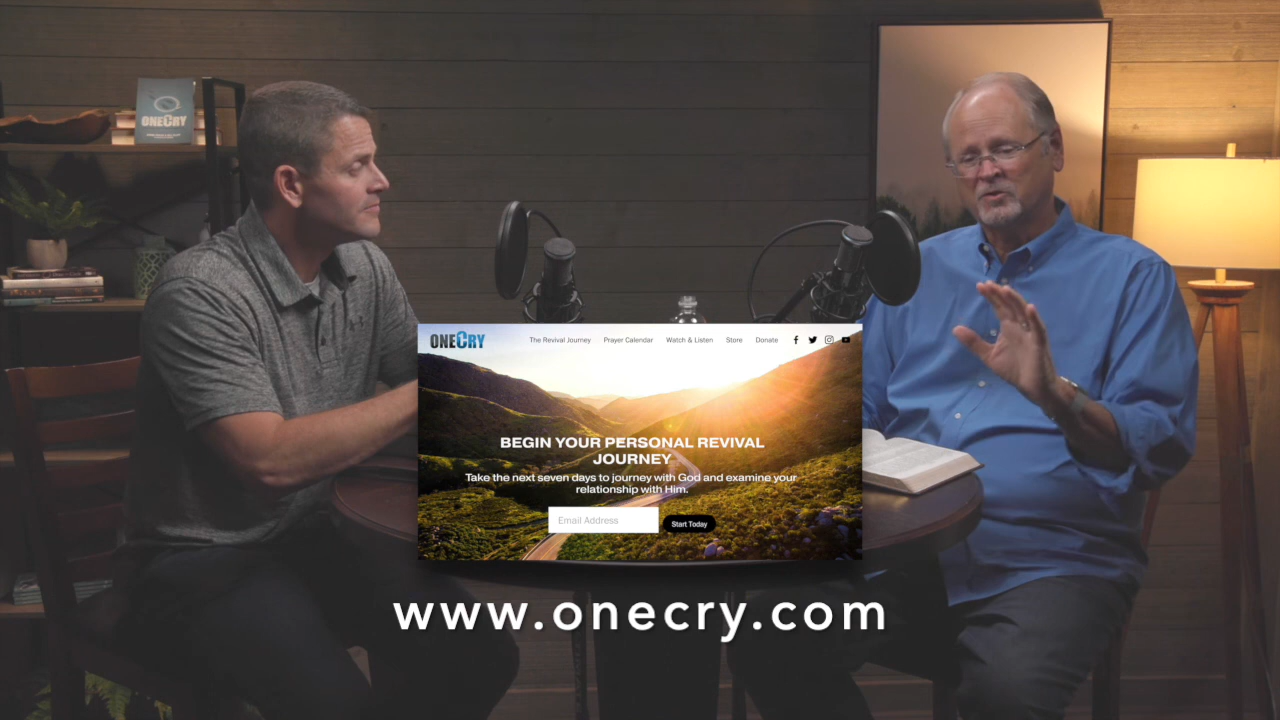 ONECRY
ONECRY
The Revival Journey
Prayer Calendar
Watch & Listen
Store
Donate
BEGIN YOUR PERSONAL REVIVAL
JOURNEY
Take the next seven days to journey with God and examine your
relationship with Him.
Email Address
Start Today
www.onecry.com